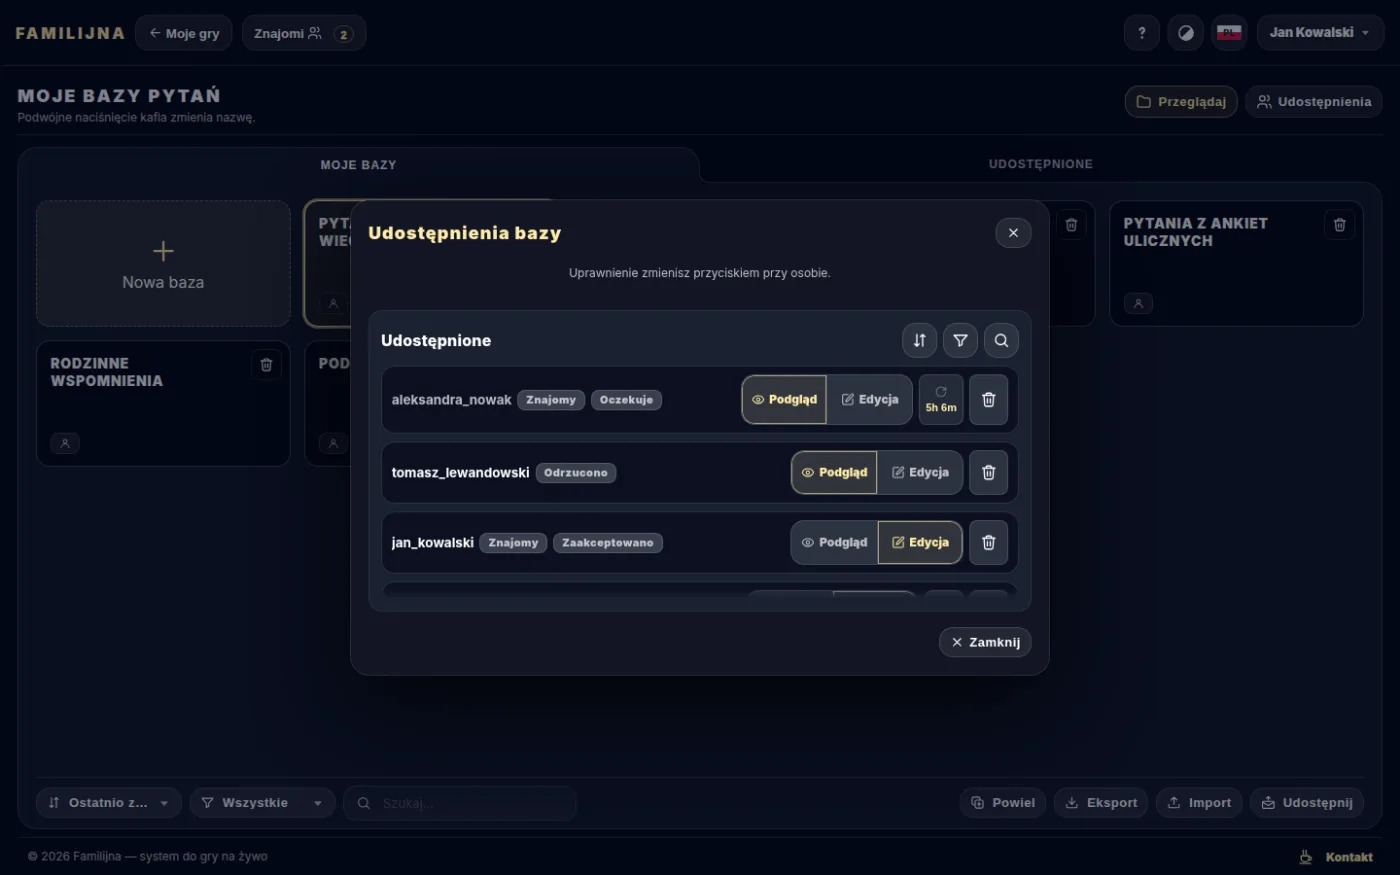 FAMILIJNA
Moje gry
Znajomi 2
?
PL
Jan Kowalski
MOJE BAZY PYTAŃ
Podwójne naciśnięcie kafla zmienia nazwę.
Przeglądaj
Udostępnienia
MOJE BAZY
UDOSTĘPNIONE
Nowa baza
PYTANIA Z ANKIET
ULICZNYCH
RODZINNE
WSPOMNIENIA
Udostępnienia bazy
Uprawnienie zmienisz przyciskiem przy osobie.
Udostępnione
aleksandra_nowak Znajomy Oczekuje Podgląd Edycja 5h 6m
tomasz_lewandowski Odrzucono Podgląd Edycja
jan_kowalski Znajomy Zaakceptowano Podgląd Edycja
Zamknij
Ostatnio z...
Wszystkie
Szukaj...
Powiel
Eksport
Import
Udostępnij
© 2026 Familijna — system do gry na żywo
Kontakt